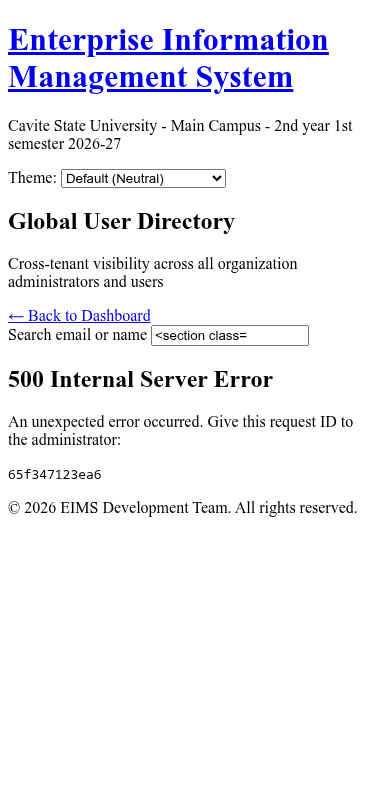 Enterprise Information
Management System
Cavite State University - Main Campus - 2nd year 1st
semester 2026-27
Theme: Default (Neutral)
Global User Directory
Cross-tenant visibility across all organization
administrators and users
← Back to Dashboard
Search email or name <section class=
500 Internal Server Error
An unexpected error occurred. Give this request ID to
the administrator:
65f347123ea6
© 2026 EIMS Development Team. All rights reserved.